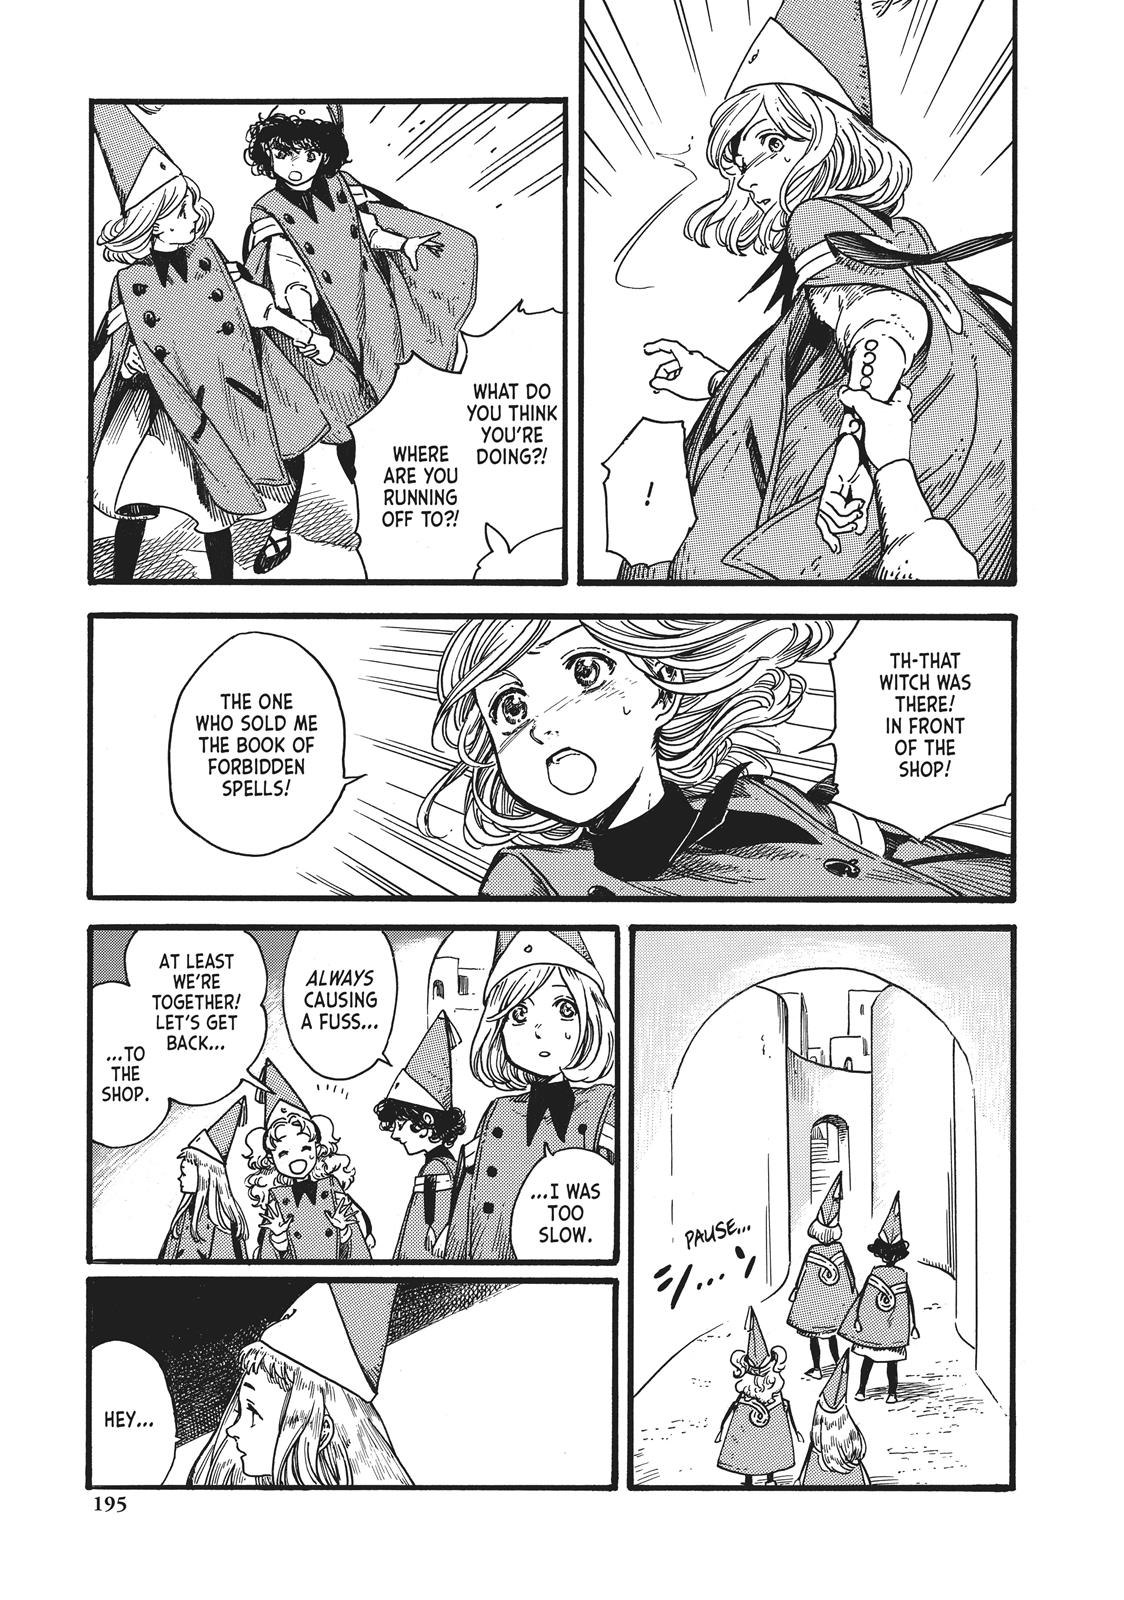 !
WHAT DO
YOU THINK
YOU'RE
DOING?!
WHERE
ARE YOU
RUNNING
OFF TO?!
TH-THAT
WITCH WAS
THERE!
IN FRONT
OF THE
SHOP!
THE ONE
WHO SOLD ME
THE BOOK OF
FORBIDDEN
SPELLS!
PAUSE...
シ...ン
...I WAS
TOO
SLOW.
ALWAYS
CAUSING
A FUSS...
AT LEAST
WE'RE
TOGETHER!
LET'S GET
BACK...
...TO
THE
SHOP.
HEY...
195